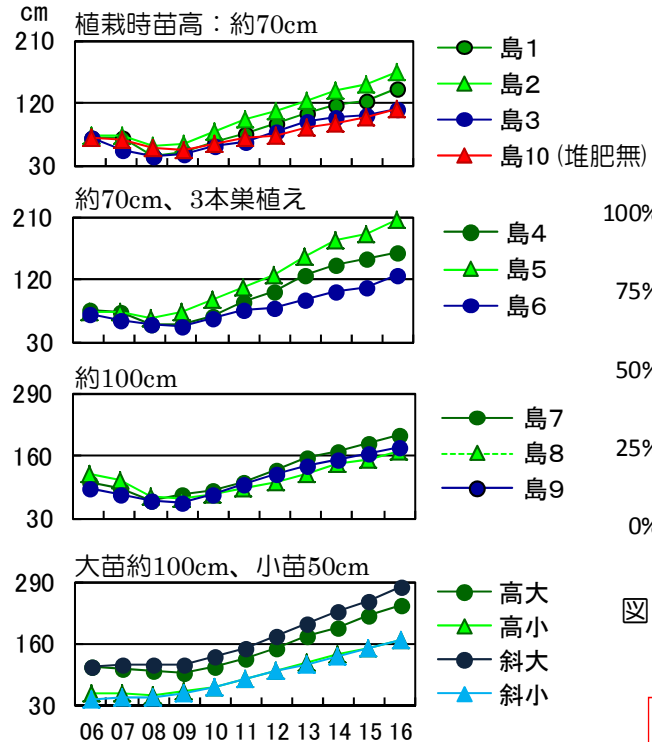 cm
植栽時苗高：約70cm
210
120
30
島1
島2
島3
島10 (堆肥無)
約70cm、3本巣植え
210
120
30
島4
島5
島6
約100cm
290
160
30
島7
島8
島9
大苗約100cm、小苗50cm
290
160
30
高大
高小
斜大
斜小
06 07 08 09 10 11 12 13 14 15 16
100%
75%
50%
25%
0%
図